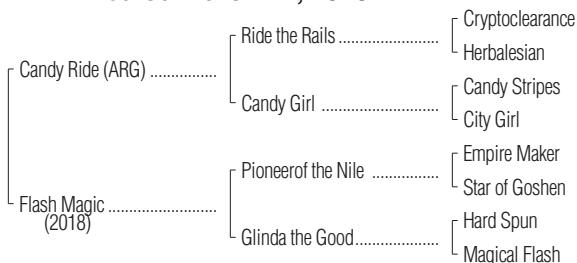 Cryptoclearance
Ride the Rails ......................
Herbalesian
Candy Ride (ARG) ...............
Candy Stripes
Candy Girl ..........................
City Girl
Empire Maker
Pioneerof the Nile ...............
Star of Goshen
Flash Magic ........................
(2018)
Hard Spun
Glinda the Good..................
Magical Flash